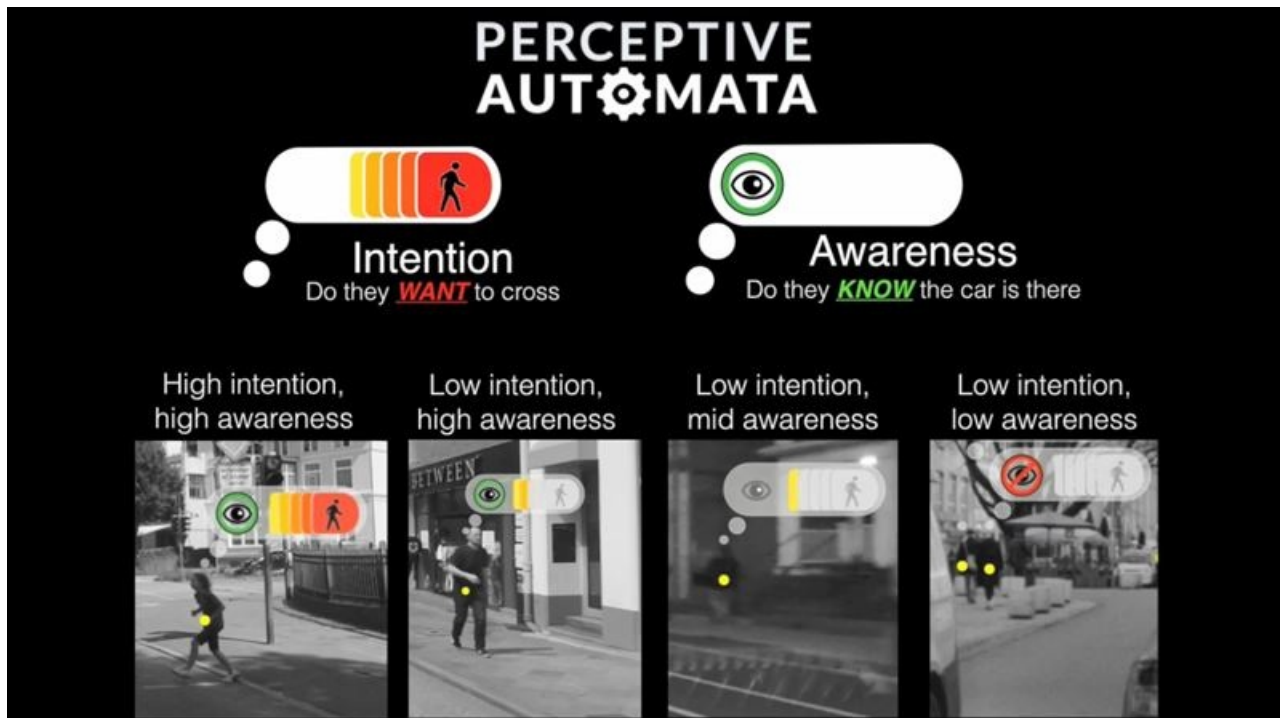 PERCEPTIVE
AUTOMATA
Intention
Do they WANT to cross
Awareness
Do they KNOW the car is there
High intention,
high awareness
Low intention,
high awareness
Low intention,
mid awareness
Low intention,
low awareness
BETWEEN